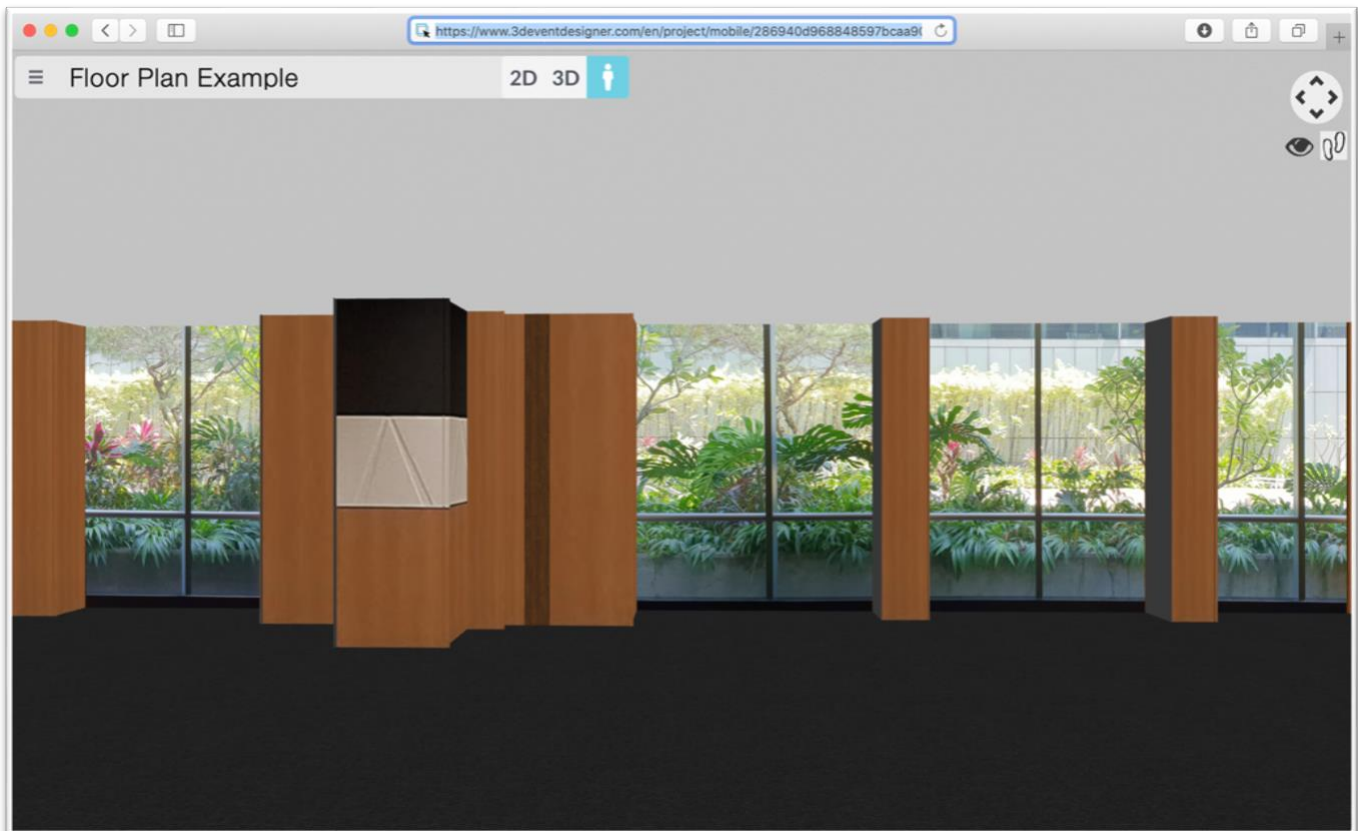 https://www.3deventdesigner.com/en/project/mobile/286940d968848597bcaa9
Floor Plan Example
2D 3D